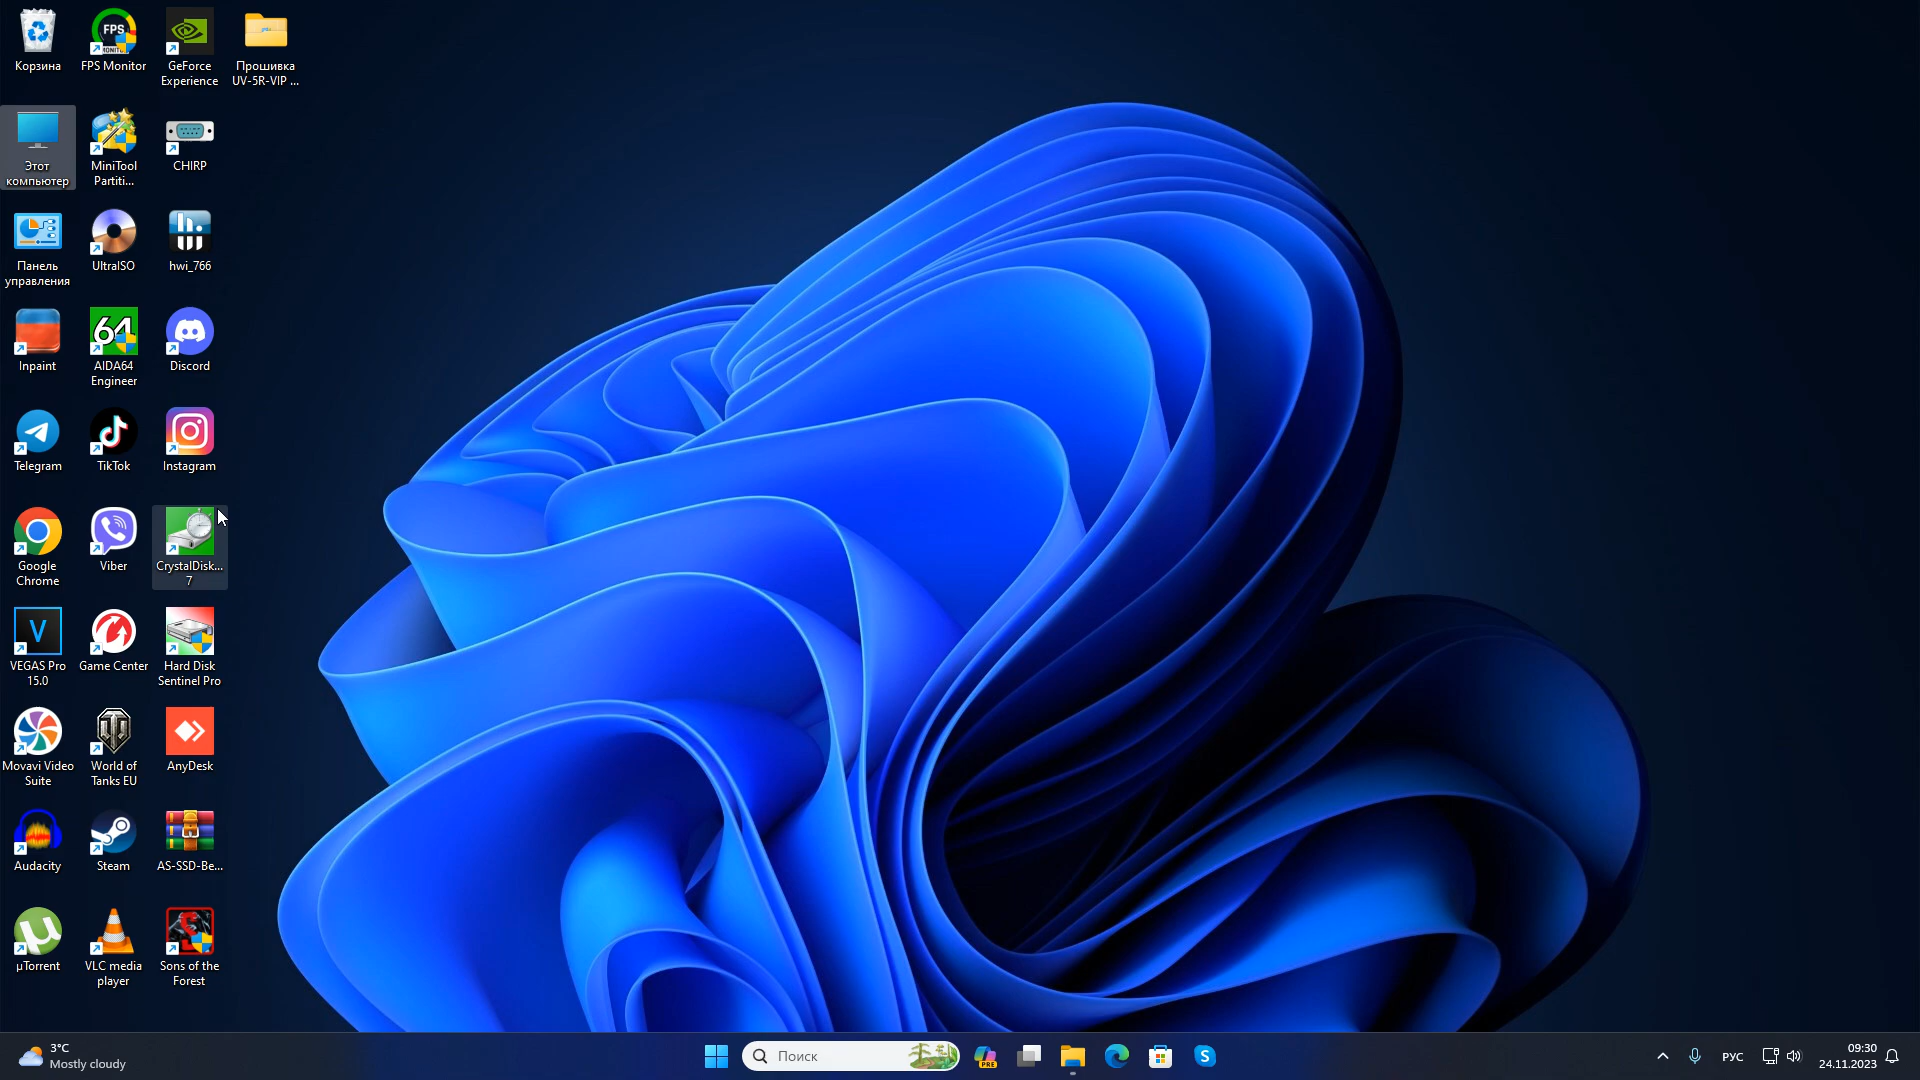 Корзина
FPS Monitor
GeForce
Experience
Прошивка
UV-5R-VIP ...
Этот
компьютер
MiniTool
Partiti...
CHIRP
Панель
управления
UltraISO
hwi_766
Inpaint
AIDA64
Engineer
Discord
Telegram
TikTok
Instagram
Google
Chrome
Viber
CrystalDisk...
7
VEGAS Pro
15.0
Game Center
Hard Disk
Sentinel Pro
Movavi Video
Suite
World of
Tanks EU
AnyDesk
Audacity
Steam
AS-SSD-Be...
µTorrent
VLC media
player
Sons of the
Forest
FPS
64
V
3°C
Mostly cloudy
Поиск
PRE
S
РУС
09:30
24.11.2023